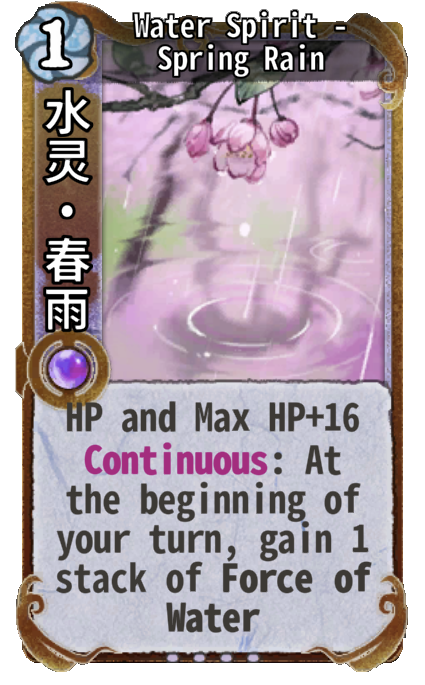 1
Water Spirit -
Spring Rain
水灵·春雨
HP and Max HP+16
Continuous: At
the beginning of
your turn, gain 1
stack of Force of
Water